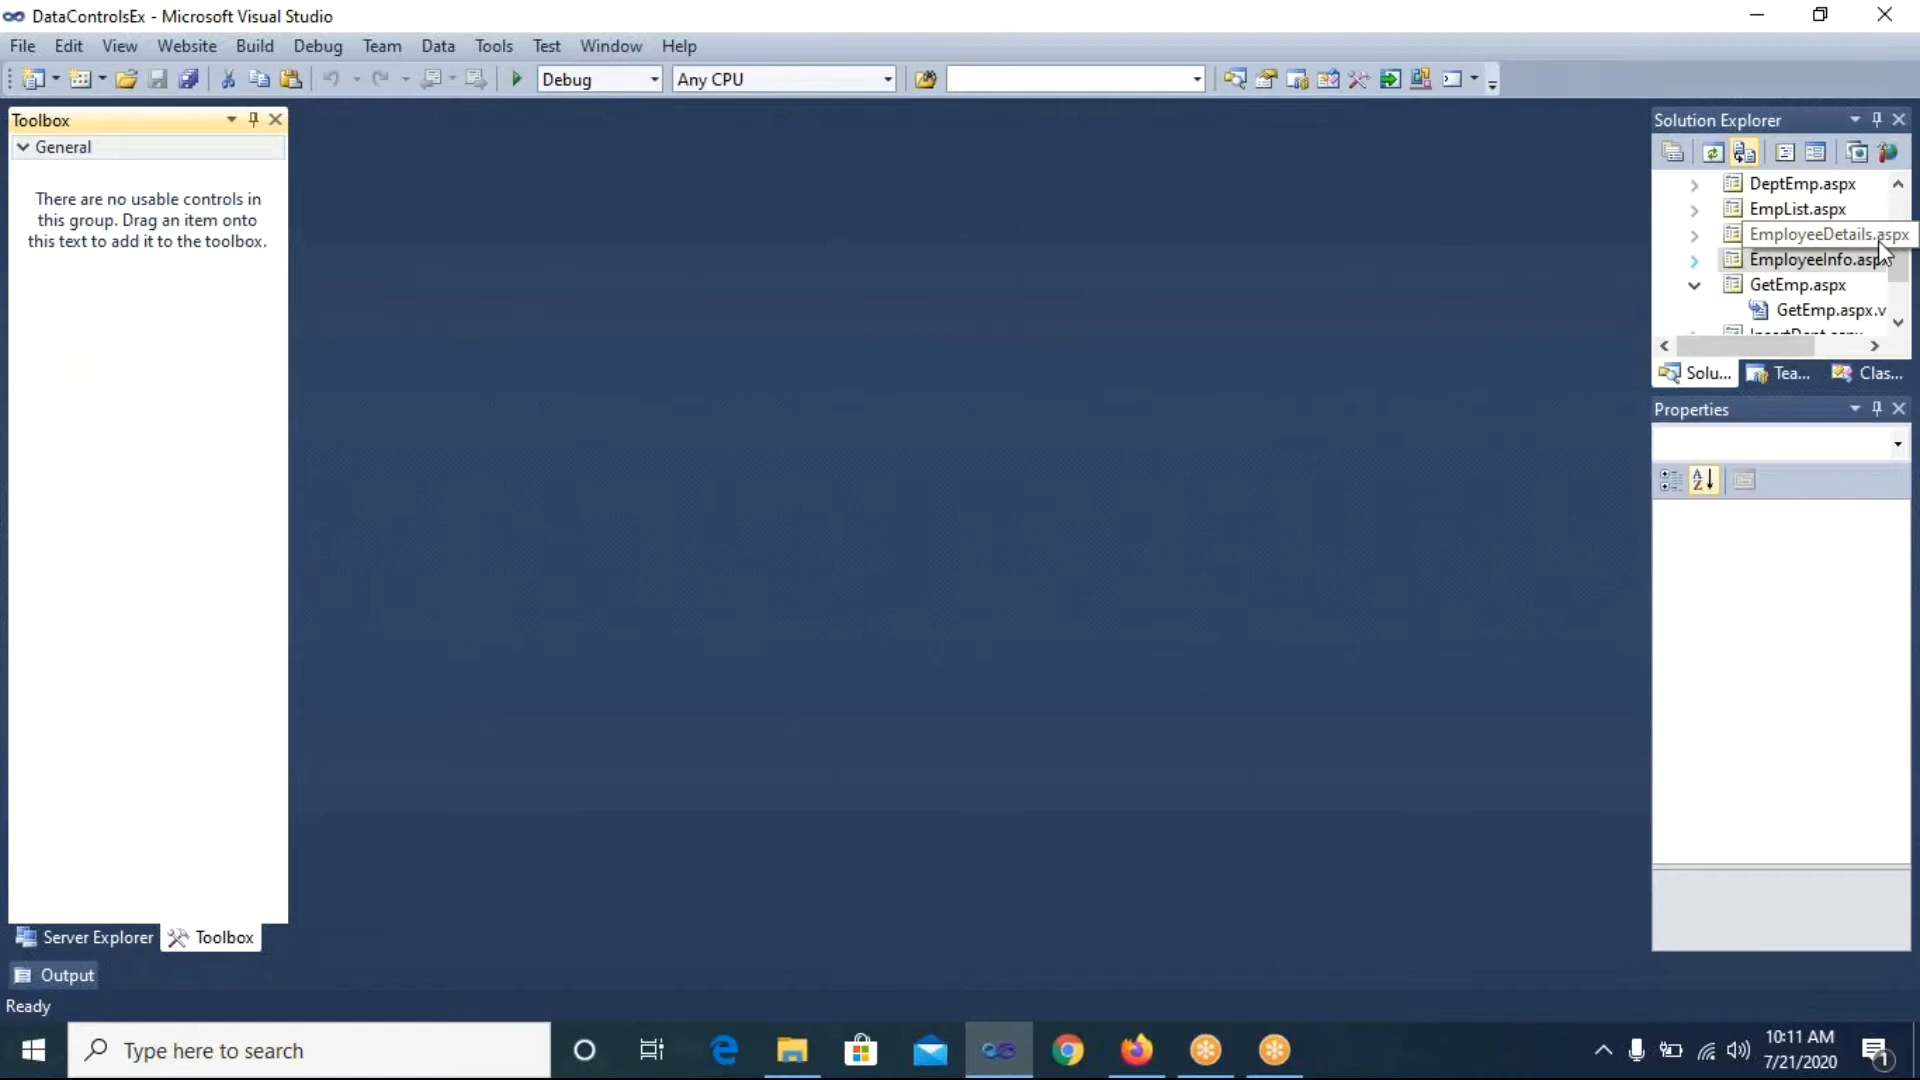 DataControlsEx - Microsoft Visual Studio
File Edit View Website Build Debug Team Data Tools Test Window Help
Debug
Any CPU
Toolbox
General
There are no usable controls in
this group. Drag an item onto
this text to add it to the toolbox.
Server Explorer
Toolbox
Output
Ready
Solution Explorer
DeptEmp.aspx
EmpList.aspx
EmployeeDetails.aspx
EmployeeInfo.aspx
GetEmp.aspx
GetEmp.aspx.v
Solu...
Tea...
Clas...
Properties
Type here to search
10:11 AM
7/21/2020
1